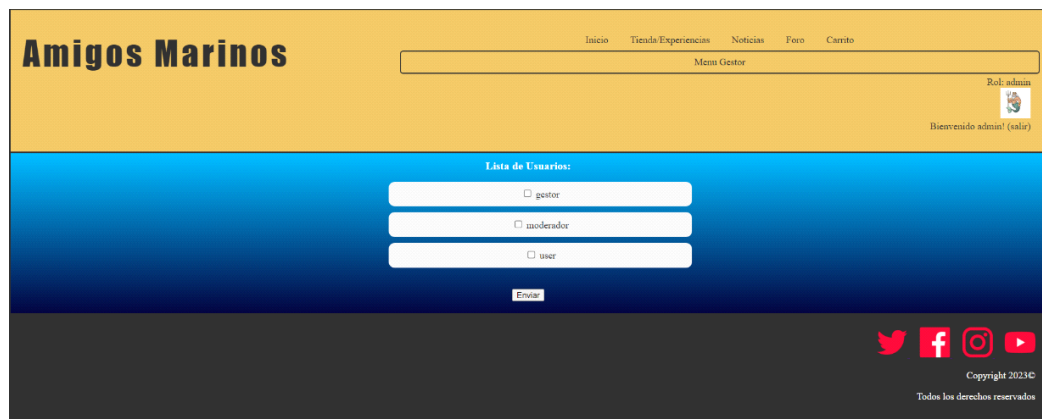 Amigos Marinos
Inicio Tienda/Experiencias Noticias Foro Carrito
Menu Gestor
Rol: admin
Bienvenido admin! (salir)
Lista de Usuarios:
gestor
moderador
user
Enviar
Copyright 2023©
Todos los derechos reservados